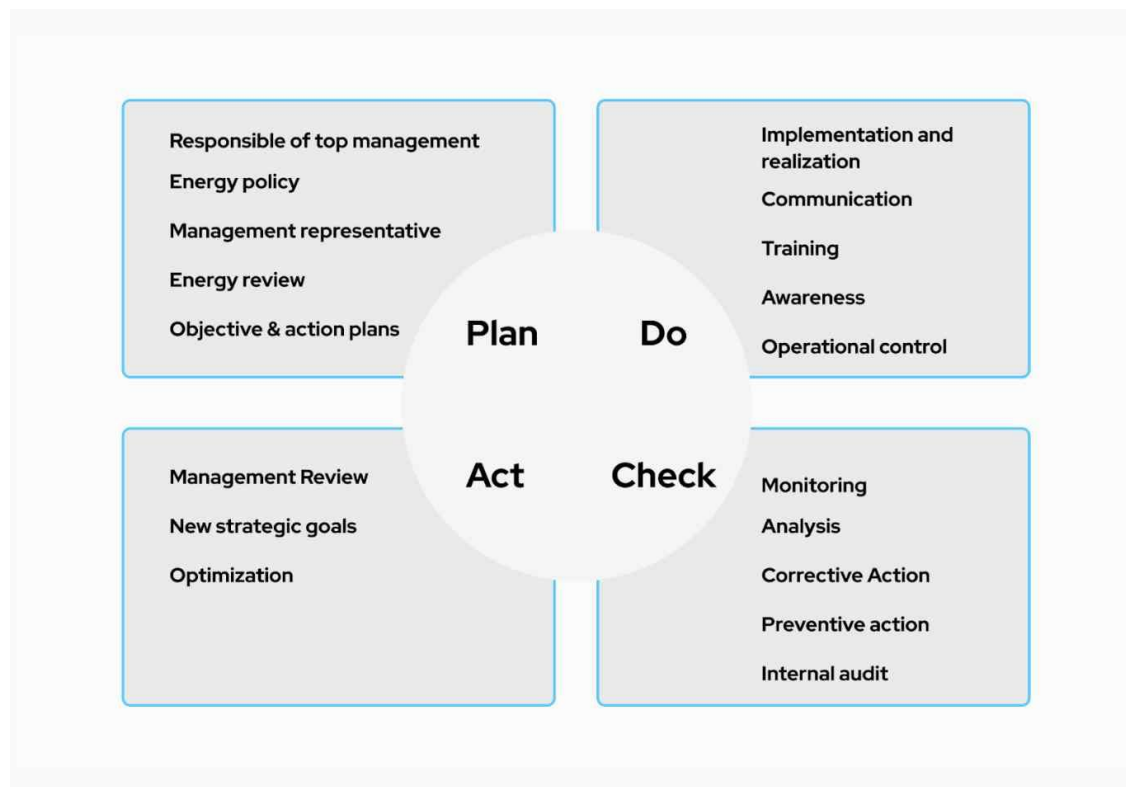 Responsible of top management
Energy policy
Management representative
Energy review
Objective & action plans
Implementation and
realization
Communication
Training
Awareness
Operational control
Plan
Do
Act
Check
Management Review
New strategic goals
Optimization
Monitoring
Analysis
Corrective Action
Preventive action
Internal audit